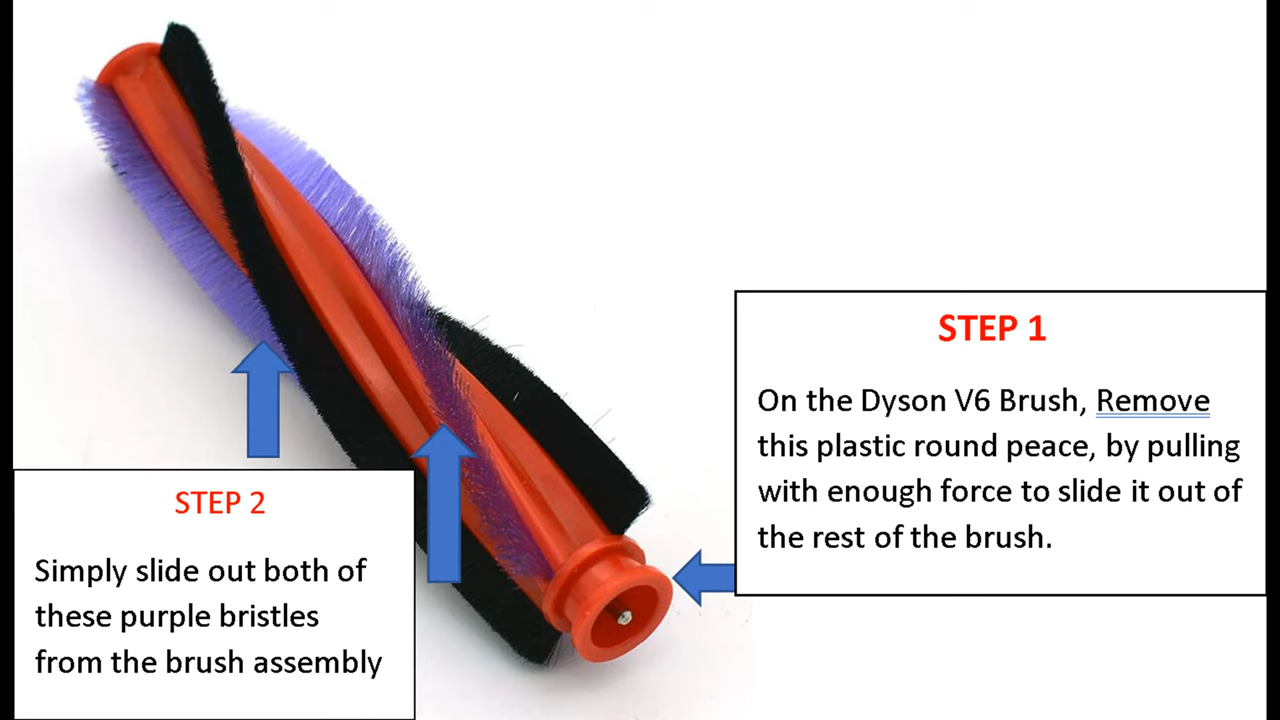 STEP 1
On the Dyson V6 Brush, Remove
this plastic round peace, by pulling
with enough force to slide it out of
the rest of the brush.
STEP 2
Simply slide out both of
these purple bristles
from the brush assembly